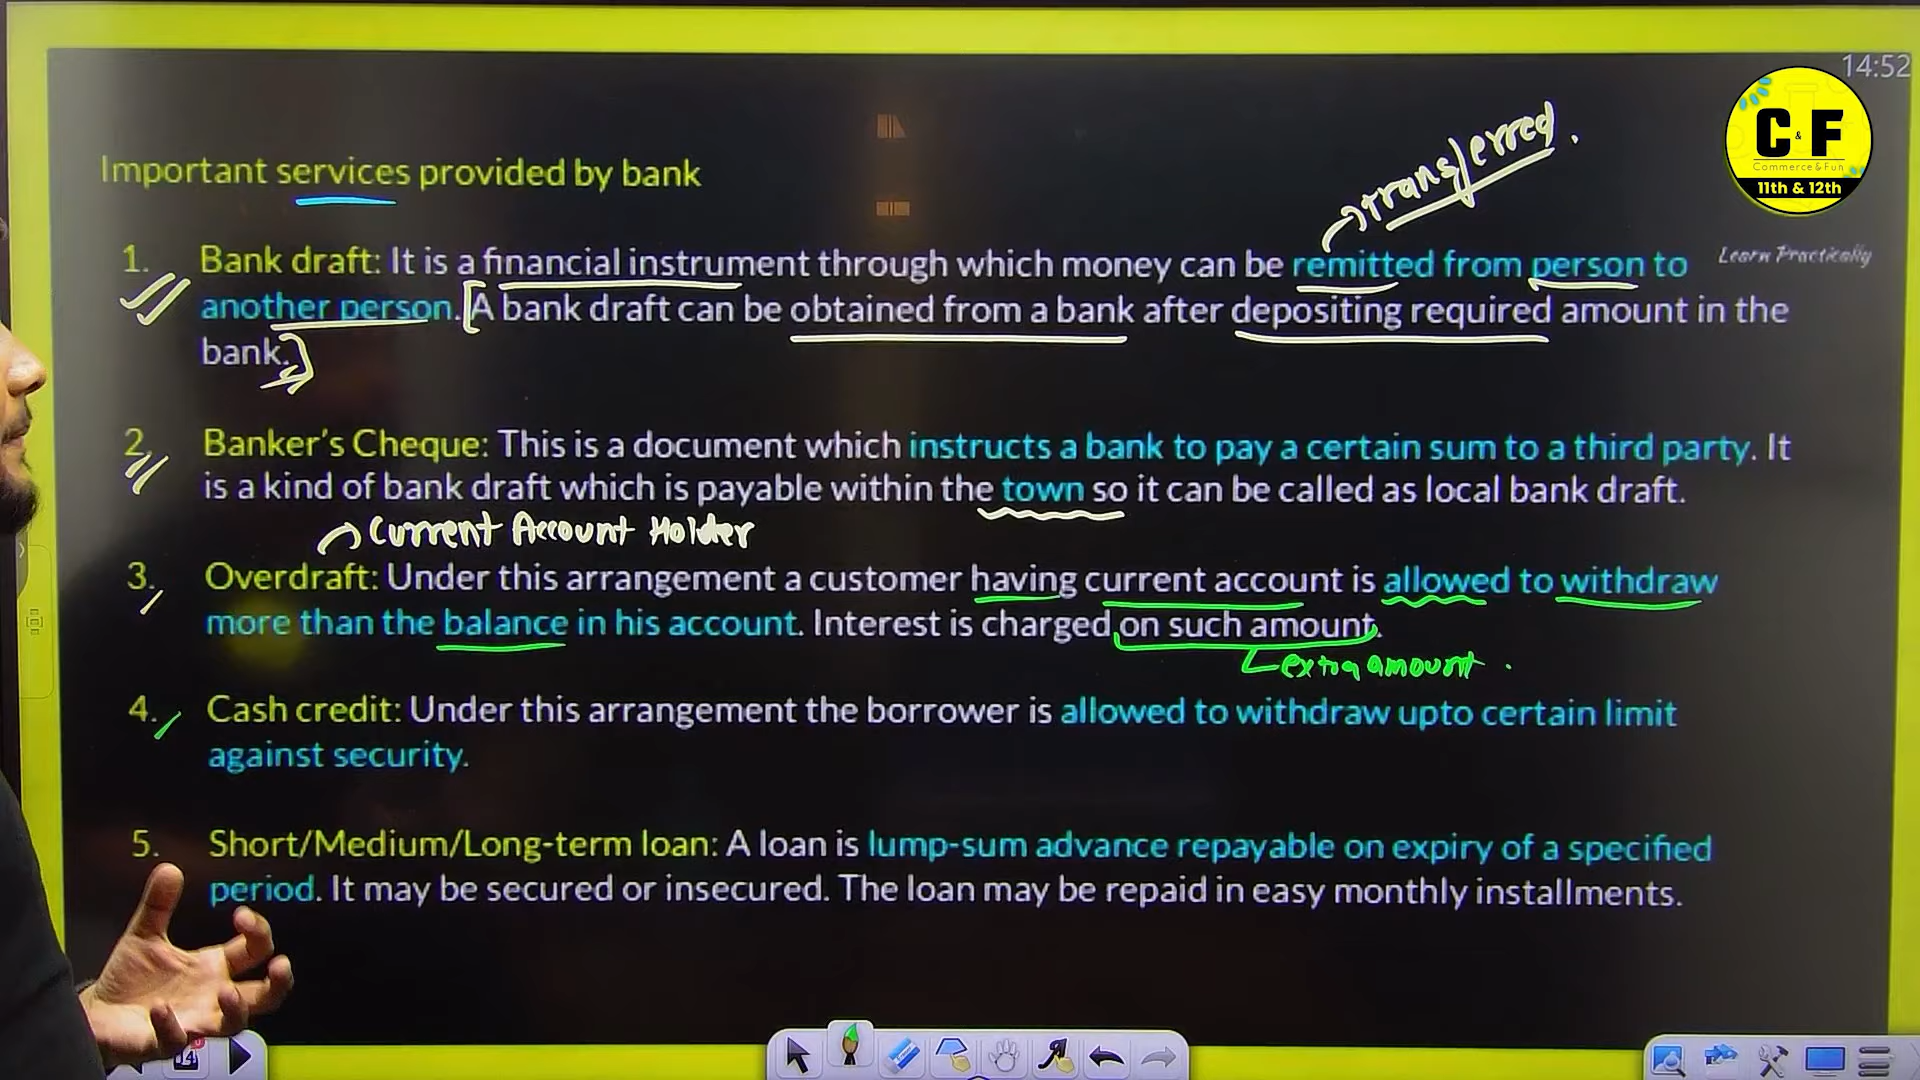 14:52
C&F
Commerce & Fun
11th & 12th
Learn Practically
transferred.
Important services provided by bank
1. Bank draft: It is a financial instrument through which money can be remitted from person to
another person. [A bank draft can be obtained from a bank after depositing required amount in the
bank.]
2. Banker's Cheque: This is a document which instructs a bank to pay a certain sum to a third party. It
is a kind of bank draft which is payable within the town so it can be called as local bank draft.
Current Account Holder
3. Overdraft: Under this arrangement a customer having current account is allowed to withdraw
more than the balance in his account. Interest is charged on such amount.
extra amount.
4. Cash credit: Under this arrangement the borrower is allowed to withdraw upto certain limit
against security.
5. Short/Medium/Long-term loan: A loan is lump-sum advance repayable on expiry of a specified
period. It may be secured or insecured. The loan may be repaid in easy monthly installments.
14